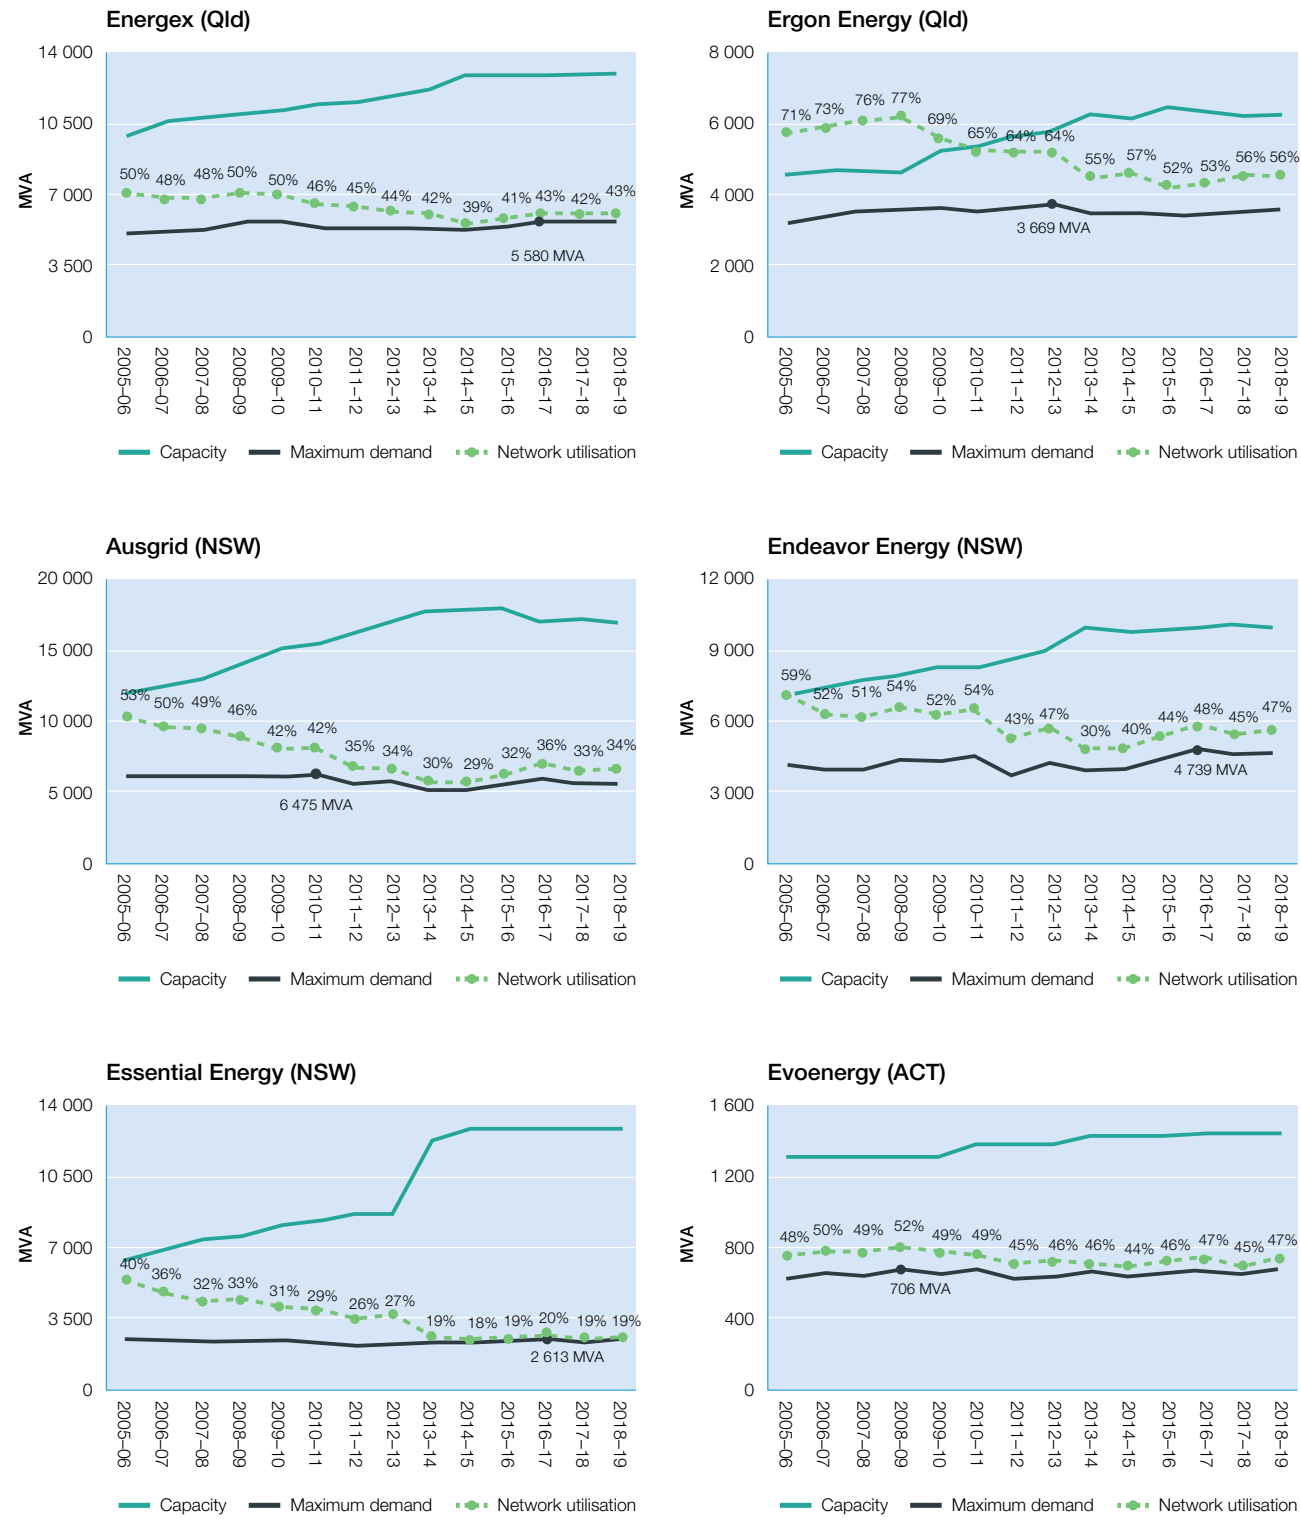 Energex (Qld)
14 000
10 500
7 000
3 500
0
MVA
50% 48% 48% 50% 50% 46% 45% 44% 42% 39% 41% 43% 42% 43%
5 580 MVA
2005–06 2006–07 2007–08 2008–09 2009–10 2010–11 2011–12 2012–13 2013–14 2014–15 2015–16 2016–17 2017–18 2018–19
Capacity Maximum demand Network utilisation
Ergon Energy (Qld)
8 000
6 000
4 000
2 000
0
MVA
71% 73% 76% 77% 69% 65% 64% 64% 55% 57% 52% 53% 56% 56%
3 669 MVA
2005–06 2006–07 2007–08 2008–09 2009–10 2010–11 2011–12 2012–13 2013–14 2014–15 2015–16 2016–17 2017–18 2018–19
Capacity Maximum demand Network utilisation
Ausgrid (NSW)
20 000
15 000
10 000
5 000
0
MVA
53% 50% 49% 46% 42% 42% 35% 34% 30% 29% 32% 36% 33% 34%
6 475 MVA
2005–06 2006–07 2007–08 2008–09 2009–10 2010–11 2011–12 2012–13 2013–14 2014–15 2015–16 2016–17 2017–18 2018–19
Capacity Maximum demand Network utilisation
Endeavor Energy (NSW)
12 000
9 000
6 000
3 000
0
MVA
59% 52% 51% 54% 52% 54% 43% 47% 30% 40% 44% 48% 45% 47%
4 739 MVA
2005–06 2006–07 2007–08 2008–09 2009–10 2010–11 2011–12 2012–13 2013–14 2014–15 2015–16 2016–17 2017–18 2018–19
Capacity Maximum demand Network utilisation
Essential Energy (NSW)
14 000
10 500
7 000
3 500
0
MVA
40% 36% 32% 33% 31% 29% 26% 27% 19% 18% 19% 20% 19% 19%
2 613 MVA
2005–06 2006–07 2007–08 2008–09 2009–10 2010–11 2011–12 2012–13 2013–14 2014–15 2015–16 2016–17 2017–18 2018–19
Capacity Maximum demand Network utilisation
Evoenergy (ACT)
1 600
1 200
800
400
0
MVA
48% 50% 49% 52% 49% 49% 45% 46% 46% 44% 46% 47% 45% 47%
706 MVA
2005–06 2006–07 2007–08 2008–09 2009–10 2010–11 2011–12 2012–13 2013–14 2014–15 2015–16 2016–17 2017–18 2018–19
Capacity Maximum demand Network utilisation